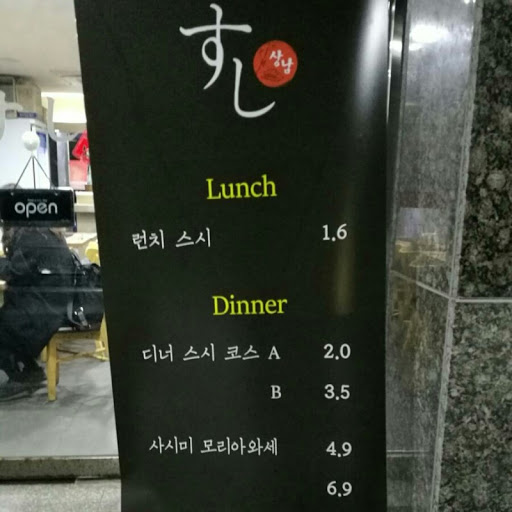 すし
상남
Lunch
런치 스시 1.6
open
Dinner
디너 스시 코스 A 2.0
B 3.5
사시미 모리아와세 4.9
6.9